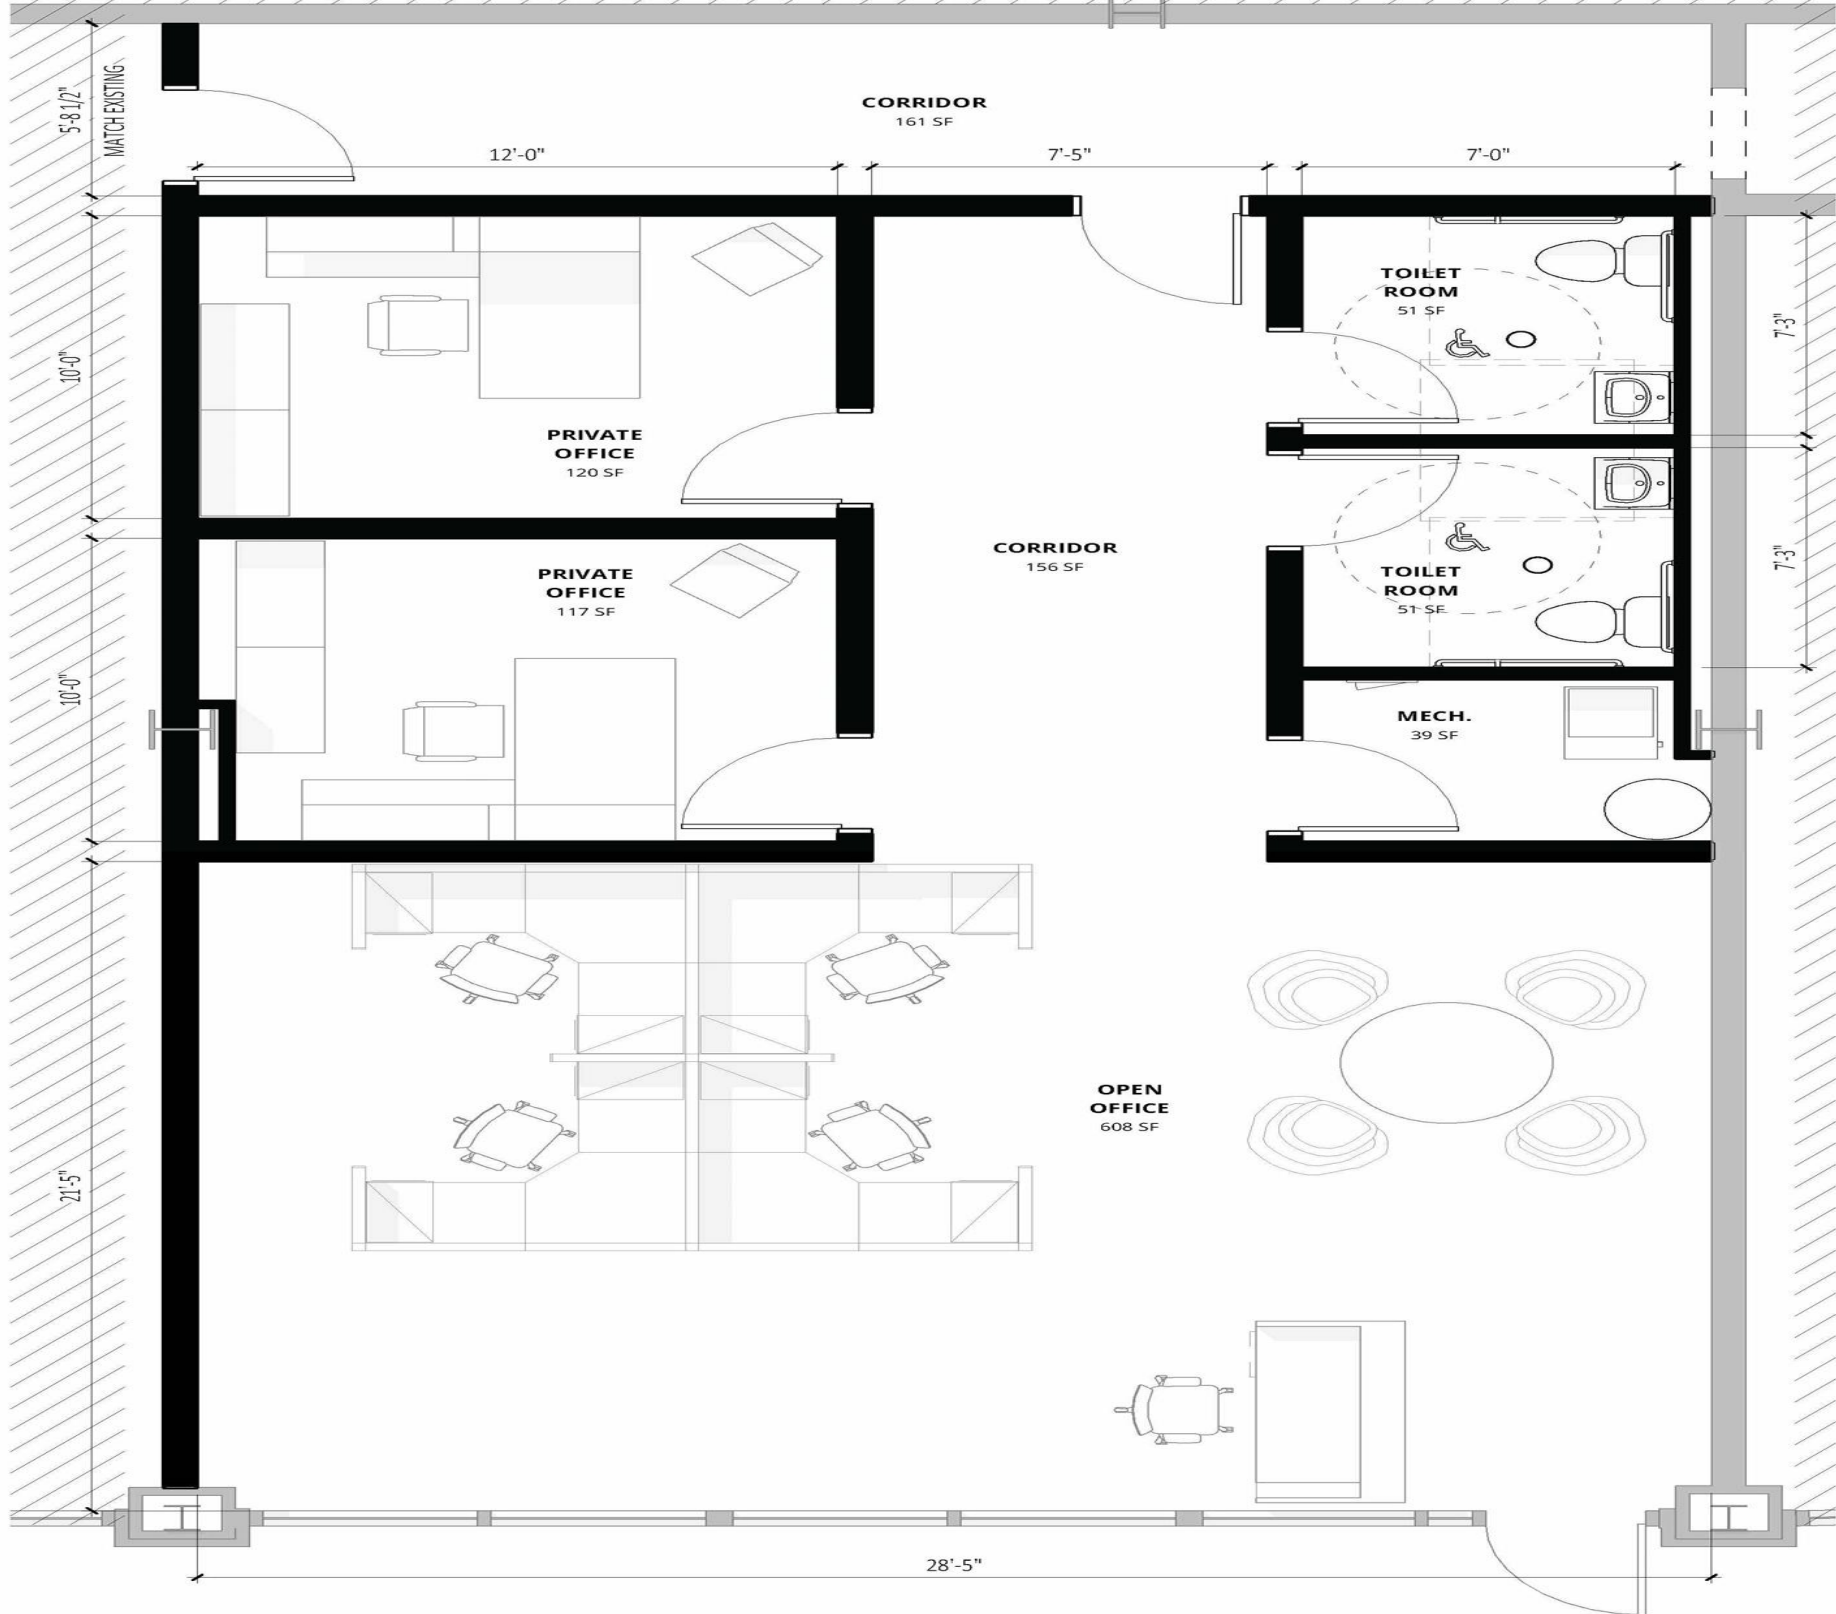 CORRIDOR
161 SF
5'-8 1/2"
MATCH EXISTING
12'-0"
7'-5"
7'-0"
TOILET
ROOM
51 SF
7'-3"
10'-0"
PRIVATE
OFFICE
120 SF
CORRIDOR
156 SF
PRIVATE
OFFICE
117 SF
TOILET
ROOM
51 SF
7'-3"
10'-0"
MECH.
39 SF
OPEN
OFFICE
608 SF
21'-5"
28'-5"